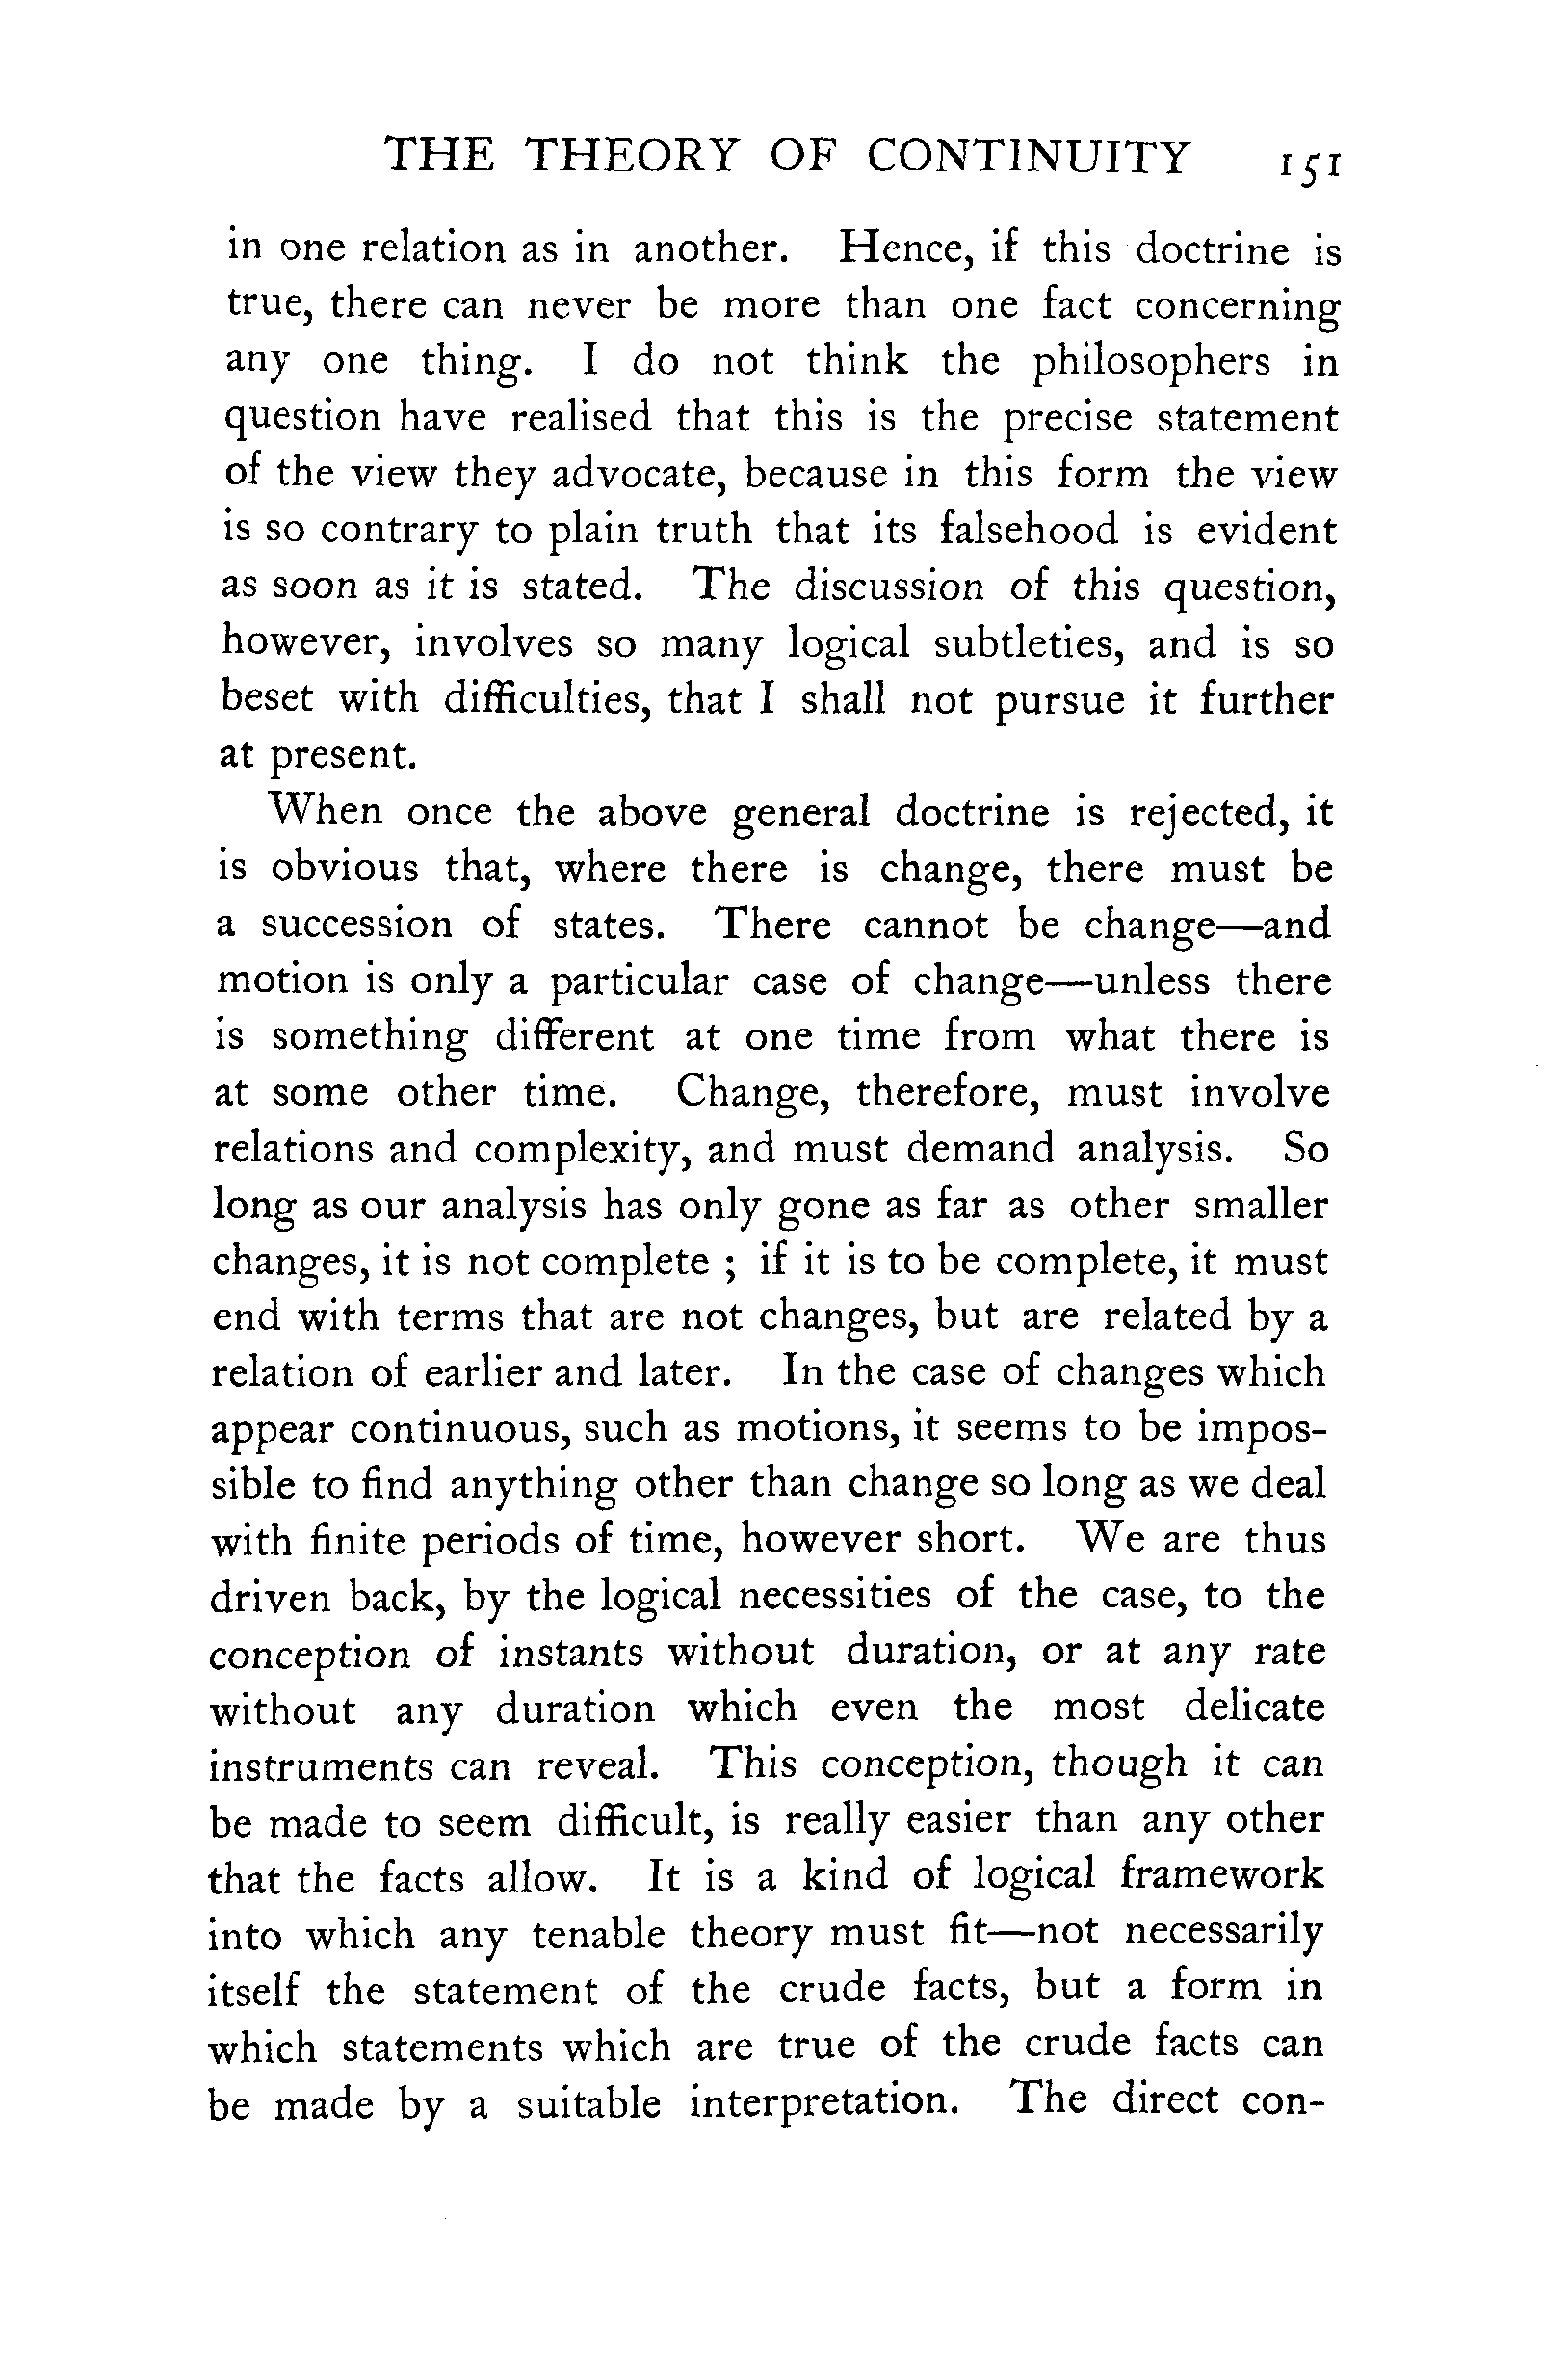 THE THEORY OF CONTINUITY 151
in one relation as in another. Hence, if this doctrine is
true, there can never be more than one fact concerning
any one thing. I do not think the philosophers in
question have realised that this is the precise statement
of the view they advocate, because in this form the view
is so contrary to plain truth that its falsehood is evident
as soon as it is stated. The discussion of this question,
however, involves so many logical subtleties, and is so
beset with difficulties, that I shall not pursue it further
at present.
When once the above general doctrine is rejected, it
is obvious that, where there is change, there must be
a succession of states. There cannot be change—and
motion is only a particular case of change—unless there
is something different at one time from what there is
at some other time. Change, therefore, must involve
relations and complexity, and must demand analysis. So
long as our analysis has only gone as far as other smaller
changes, it is not complete ; if it is to be complete, it must
end with terms that are not changes, but are related by a
relation of earlier and later. In the case of changes which
appear continuous, such as motions, it seems to be impos-
sible to find anything other than change so long as we deal
with finite periods of time, however short. We are thus
driven back, by the logical necessities of the case, to the
conception of instants without duration, or at any rate
without any duration which even the most delicate
instruments can reveal. This conception, though it can
be made to seem difficult, is really easier than any other
that the facts allow. It is a kind of logical framework
into which any tenable theory must fit—not necessarily
itself the statement of the crude facts, but a form in
which statements which are true of the crude facts can
be made by a suitable interpretation. The direct con-